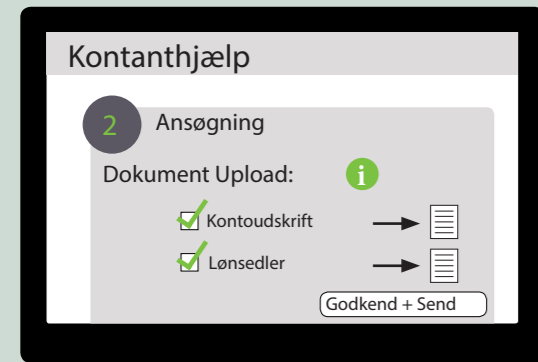 Kontanthjælp
2 Ansøgning
Dokument Upload: i
Kontoudskrift
Lønsedler
Godkend + Send